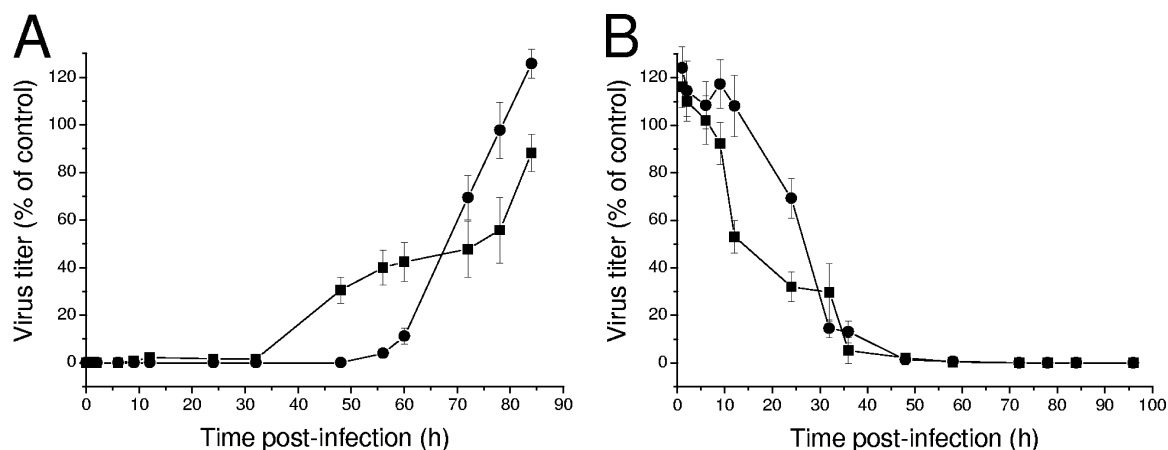 A
Virus titer (% of control)
120
100
80
60
40
20
0
0 10 20 30 40 50 60 70 80 90
Time post-infection (h)
B
Virus titer (% of control)
120
100
80
60
40
20
0
0 10 20 30 40 50 60 70 80 90 100
Time post-infection (h)